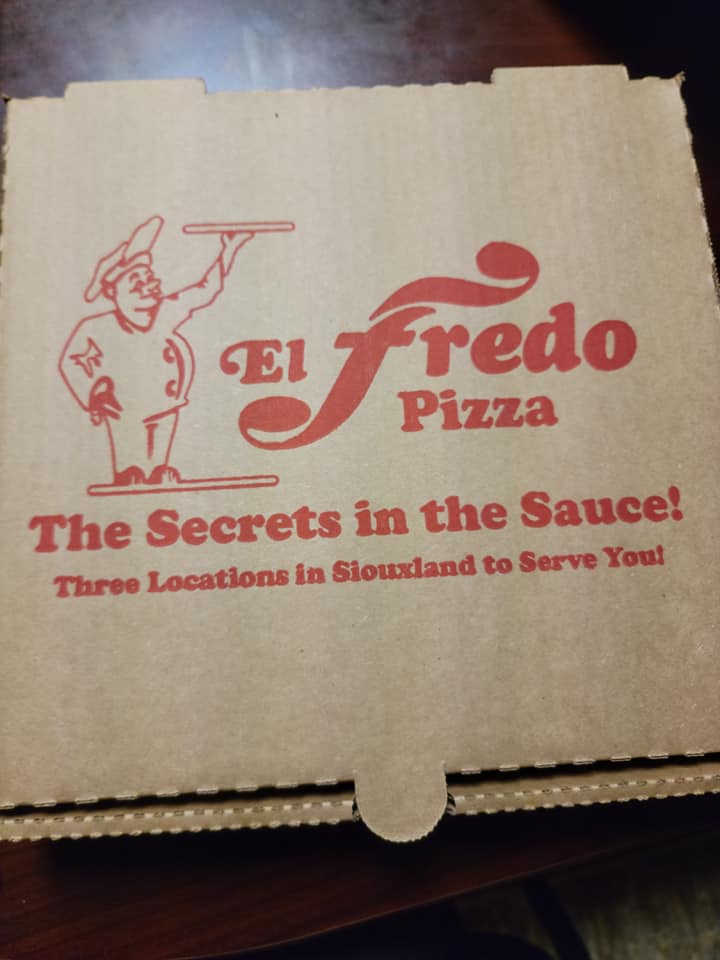 El Fredo
Pizza
The Secrets in the Sauce!
Three Locations in Siouxland to Serve You!